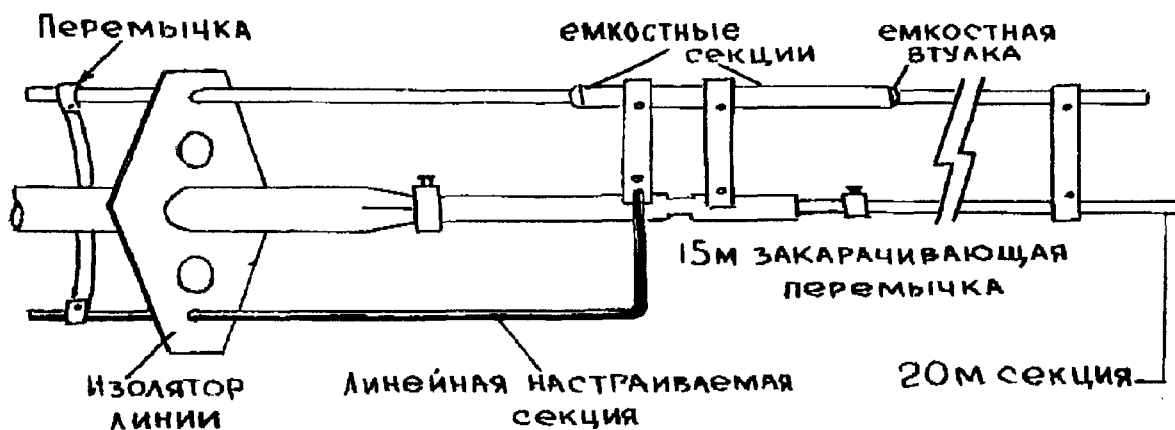 Перемычка
емкостные
секции
емкостная
втулка
15м закарачивающая
перемычка
Изолятор
линии
линейная настраиваемая
секция
20м секция